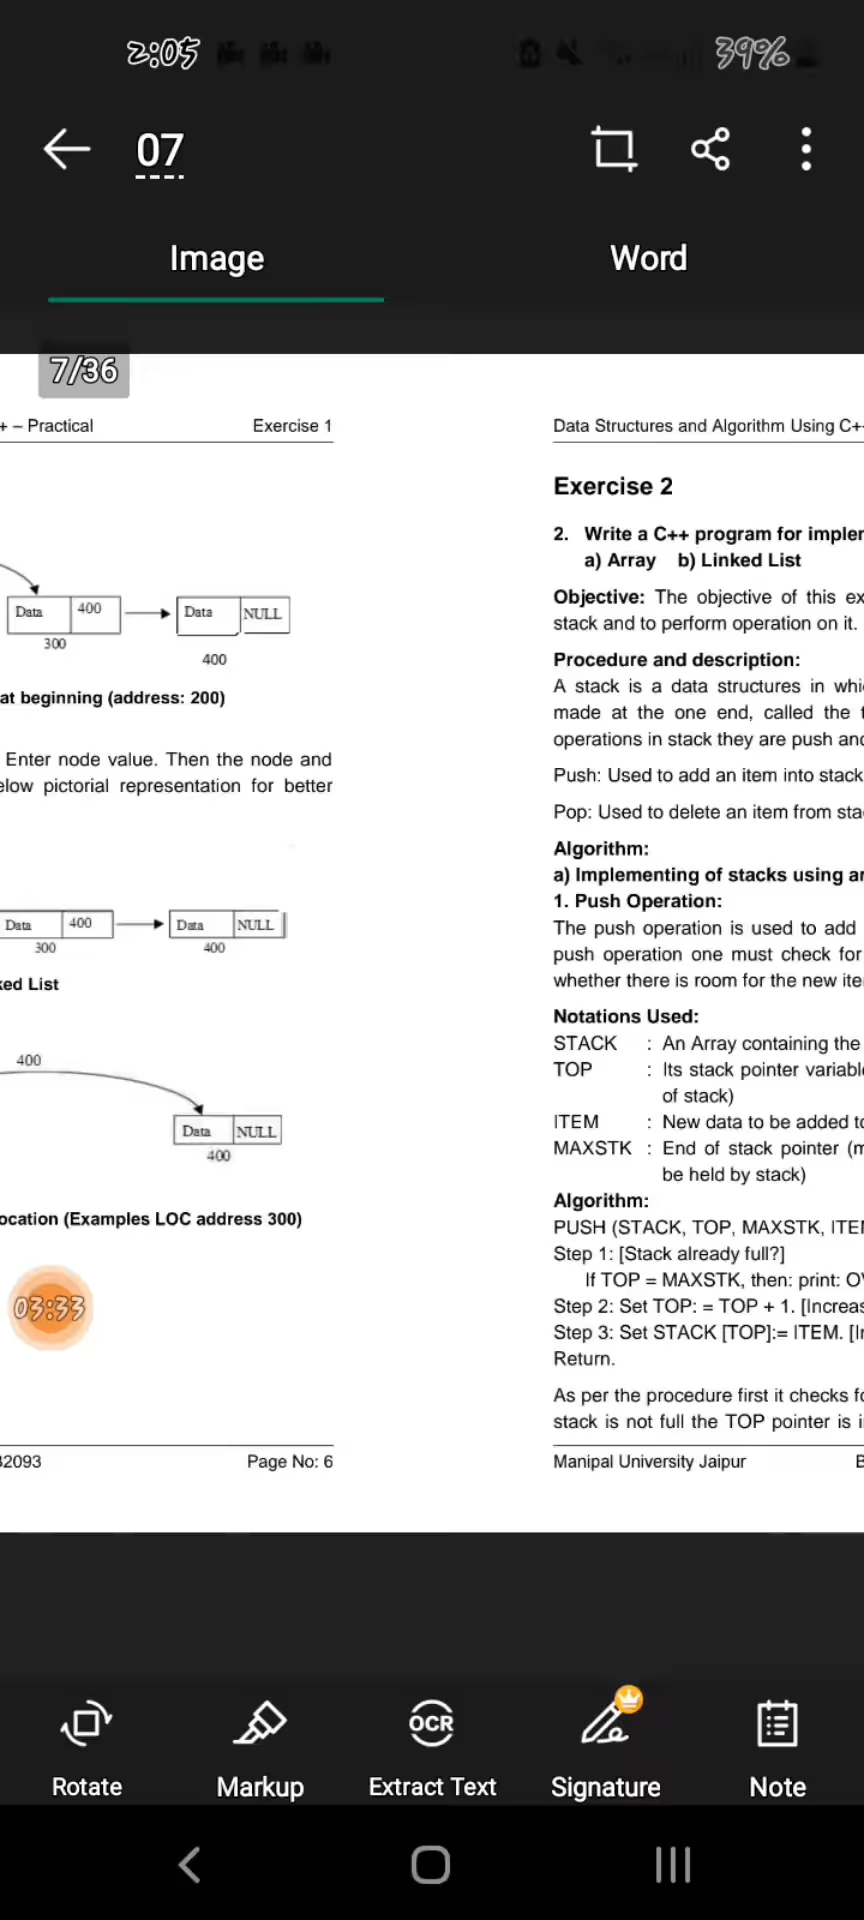 2:05
39%
07
Image
Word
7/36
+ – Practical
Exercise 1
Data
400
Data
NULL
300
400
at beginning (address: 200)
Enter node value. Then the node and
elow pictorial representation for better
Data
400
Data
NULL
300
400
ked List
400
Data
NULL
400
ocation (Examples LOC address 300)
03:33
32093
Page No: 6
Data Structures and Algorithm Using C+
Exercise 2
2. Write a C++ program for implem
a) Array b) Linked List
Objective: The objective of this ex
stack and to perform operation on it.
Procedure and description:
A stack is a data structures in whi
made at the one end, called the t
operations in stack they are push and
Push: Used to add an item into stack
Pop: Used to delete an item from sta
Algorithm:
a) Implementing of stacks using ar
1. Push Operation:
The push operation is used to add
push operation one must check for
whether there is room for the new ite
Notations Used:
STACK : An Array containing the
TOP : Its stack pointer variabl
of stack)
ITEM : New data to be added to
MAXSTK : End of stack pointer (m
be held by stack)
Algorithm:
PUSH (STACK, TOP, MAXSTK, ITEM
Step 1: [Stack already full?]
If TOP = MAXSTK, then: print: OV
Step 2: Set TOP: = TOP + 1. [Increas
Step 3: Set STACK [TOP]:= ITEM. [In
Return.
As per the procedure first it checks fo
stack is not full the TOP pointer is i
Manipal University Jaipur
B
Rotate
Markup
OCR
Extract Text
Signature
Note